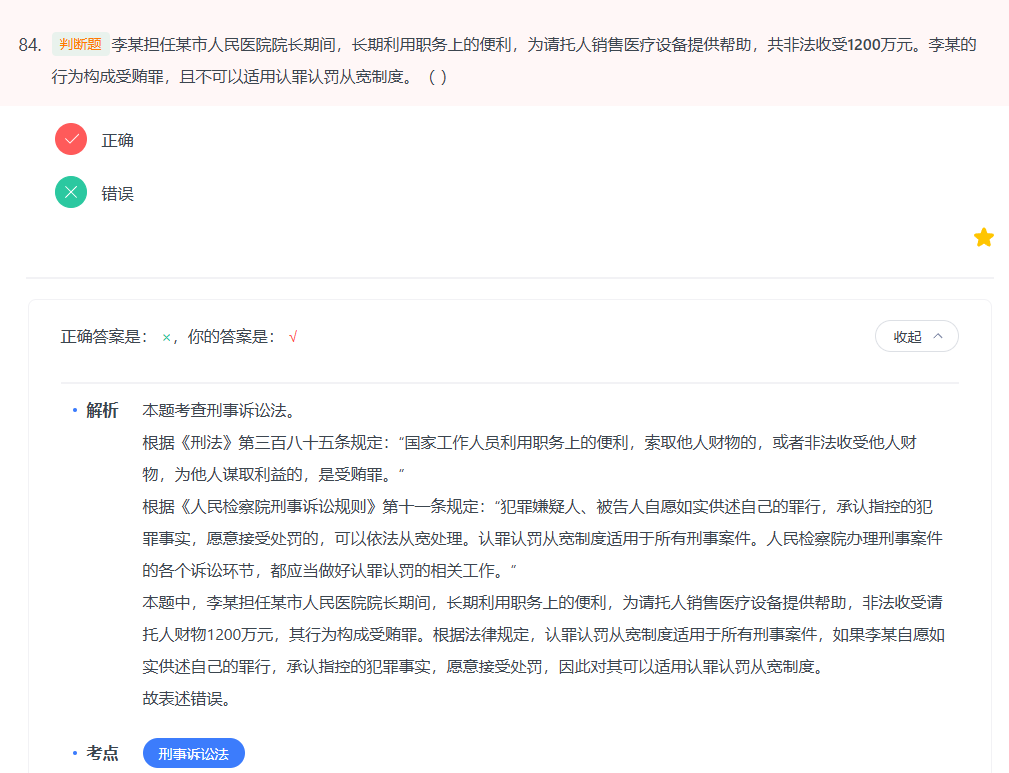 84. 判断题 李某担任某市人民医院院长期间，长期利用职务上的便利，为请托人销售医疗设备提供帮助，共非法收受1200万元。李某的
行为构成受贿罪，且不可以适用认罪认罚从宽制度。（ ）
正确
错误
正确答案是： ×，你的答案是： √
收起
• 解析 本题考查刑事诉讼法。
根据《刑法》第三百八十五条规定：“国家工作人员利用职务上的便利，索取他人财物的，或者非法收受他人财
物，为他人谋取利益的，是受贿罪。”
根据《人民检察院刑事诉讼规则》第十一条规定：“犯罪嫌疑人、被告人自愿如实供述自己的罪行，承认指控的犯
罪事实，愿意接受处罚的，可以依法从宽处理。认罪认罚从宽制度适用于所有刑事案件。人民检察院办理刑事案件
的各个诉讼环节，都应当做好认罪认罚的相关工作。”
本题中，李某担任某市人民医院院长期间，长期利用职务上的便利，为请托人销售医疗设备提供帮助，非法收受请
托人财物1200万元，其行为构成受贿罪。根据法律规定，认罪认罚从宽制度适用于所有刑事案件，如果李某自愿如
实供述自己的罪行，承认指控的犯罪事实，愿意接受处罚，因此对其可以适用认罪认罚从宽制度。
故表述错误。
• 考点 刑事诉讼法